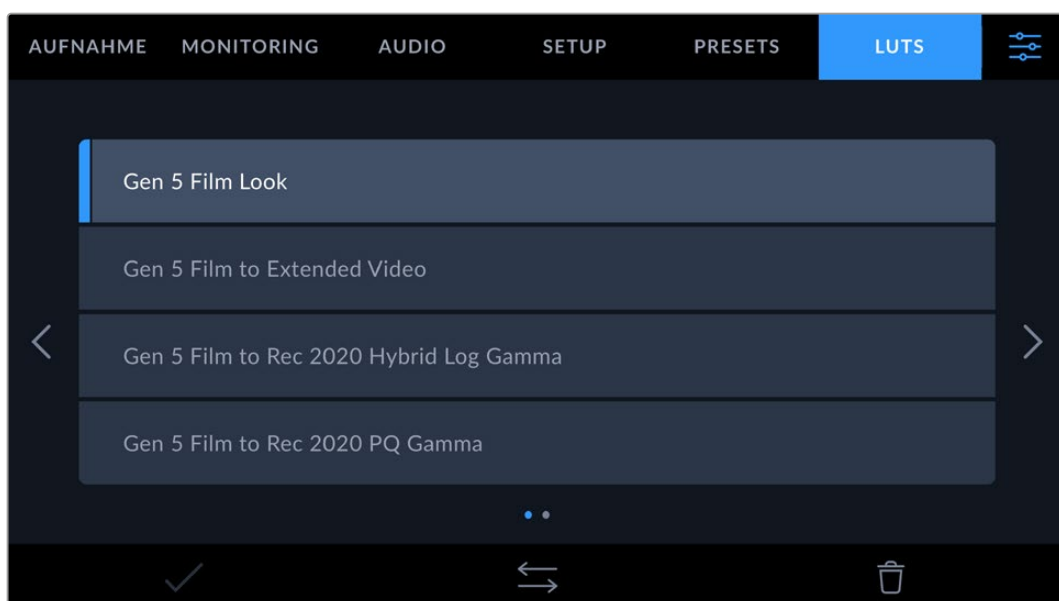 AUFNAHME MONITORING AUDIO SETUP PRESETS LUTS
Gen 5 Film Look
Gen 5 Film to Extended Video
Gen 5 Film to Rec 2020 Hybrid Log Gamma
Gen 5 Film to Rec 2020 PQ Gamma